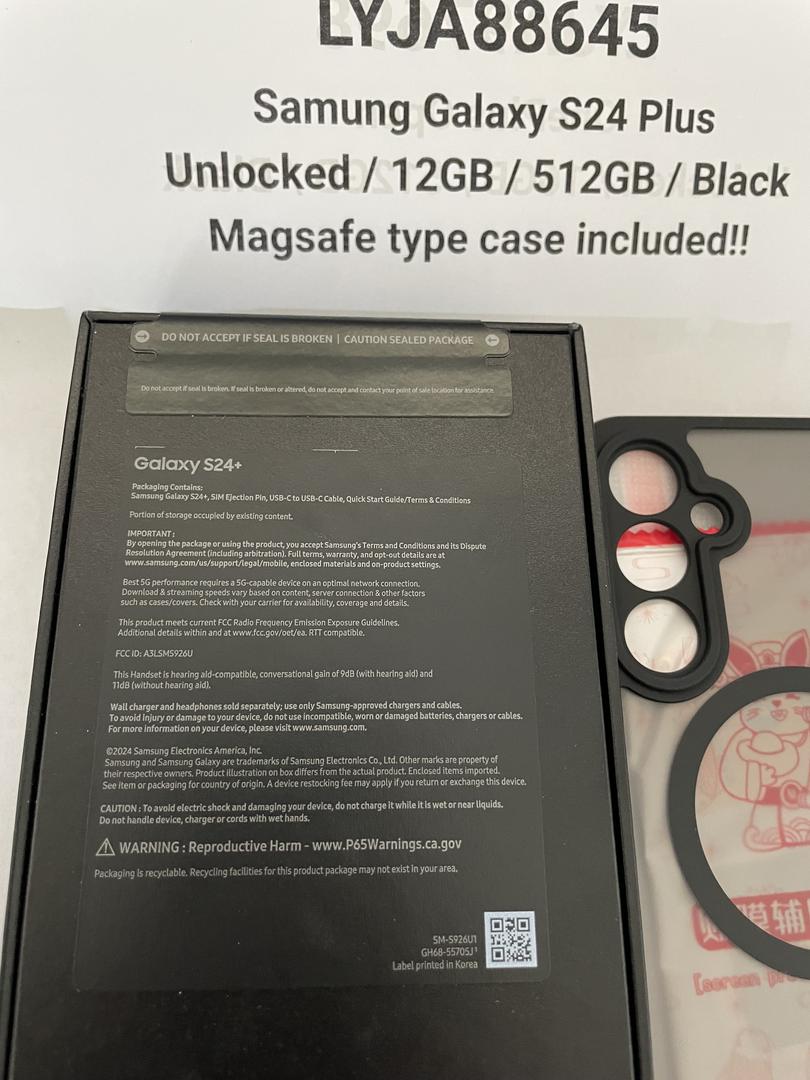 LYJA88645
Samsung Galaxy S24 Plus
Unlocked / 12GB / 512GB / Black
Magsafe type case included!!
DO NOT ACCEPT IF SEAL IS BROKEN | CAUTION SEALED PACKAGE
Do not accept if seal is broken. If seal is broken or altered, do not accept and contact your point of sale location for assistance.
Galaxy S24+
Packaging Contains:
Samsung Galaxy S24+, SIM Ejection Pin, USB-C to USB-C Cable, Quick Start Guide/Terms & Conditions
Portion of storage occupied by existing content.
IMPORTANT :
By opening the package or using the product, you accept Samsung's Terms and Conditions and its Dispute
Resolution Agreement (including arbitration). Full terms, warranty, and opt-out details are at
www.samsung.com/us/support/legal/mobile, enclosed materials and on-product settings.
Best 5G performance requires a 5G-capable device on an optimal network connection.
Download & streaming speeds vary based on content, server connection & other factors
such as cases/covers. Check with your carrier for availability, coverage and details.
This product meets current FCC Radio Frequency Emission Exposure Guidelines.
Additional details within and at www.fcc.gov/oet/ea. RTT compatible.
FCC ID: A3LSMS926U
This Handset is hearing aid-compatible, conversational gain of 9dB (with hearing aid) and
11dB (without hearing aid).
Wall charger and headphones sold separately; use only Samsung-approved chargers and cables.
To avoid injury or damage to your device, do not use incompatible, worn or damaged batteries, chargers or cables.
For more information on your device, please visit www.samsung.com.
©2024 Samsung Electronics America, Inc.
Samsung and Samsung Galaxy are trademarks of Samsung Electronics Co., Ltd. Other marks are property of
their respective owners. Product illustration on box differs from the actual product. Enclosed items imported.
See item or packaging for country of origin. A device restocking fee may apply if you return or exchange this device.
CAUTION : To avoid electric shock and damaging your device, do not charge it while it is wet or near liquids.
Do not handle device, charger or cords with wet hands.
WARNING : Reproductive Harm - www.P65Warnings.ca.gov
Packaging is recyclable. Recycling facilities for this product package may not exist in your area.
SM-S926U1
GH68-55705J
Label printed in Korea
膜辅
[screen